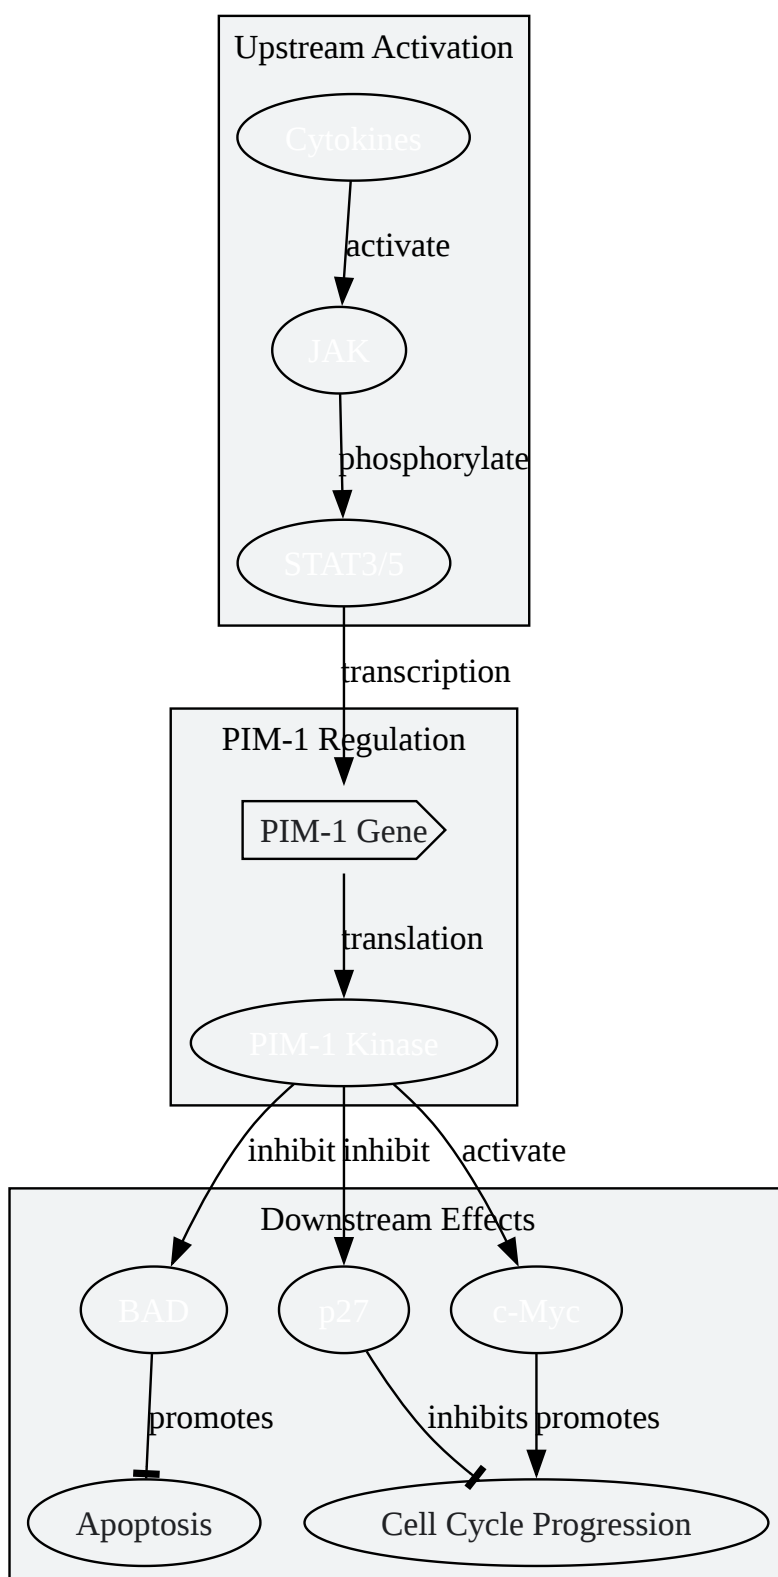 Upstream Activation
Cytokines
activate
JAK
phosphorylate
STAT3/5
transcription
PIM-1 Regulation
PIM-1 Gene
translation
PIM-1 Kinase
inhibit inhibit activate
Downstream Effects
BAD p27 c-Myc
promotes inhibits promotes
Apoptosis Cell Cycle Progression